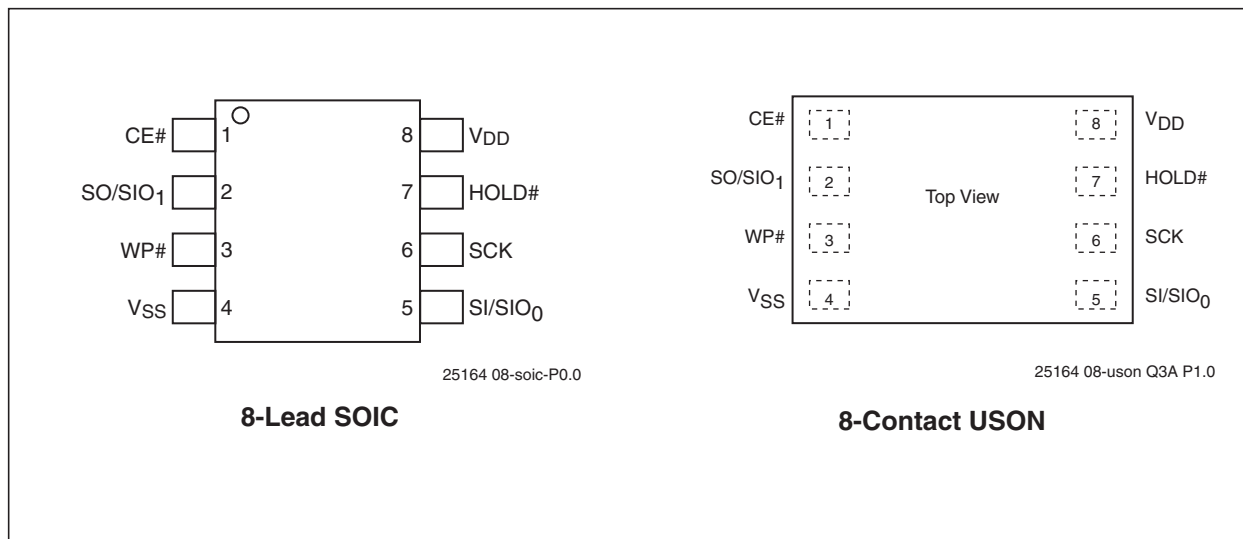 CE# 1 8 VDD
SO/SIO1 2 7 HOLD#
WP# 3 6 SCK
VSS 4 5 SI/SIO0
25164 08-soic-P0.0
8-Lead SOIC
CE# 1 8 VDD
SO/SIO1 2 Top View 7 HOLD#
WP# 3 6 SCK
VSS 4 5 SI/SIO0
25164 08-uson Q3A P1.0
8-Contact USON